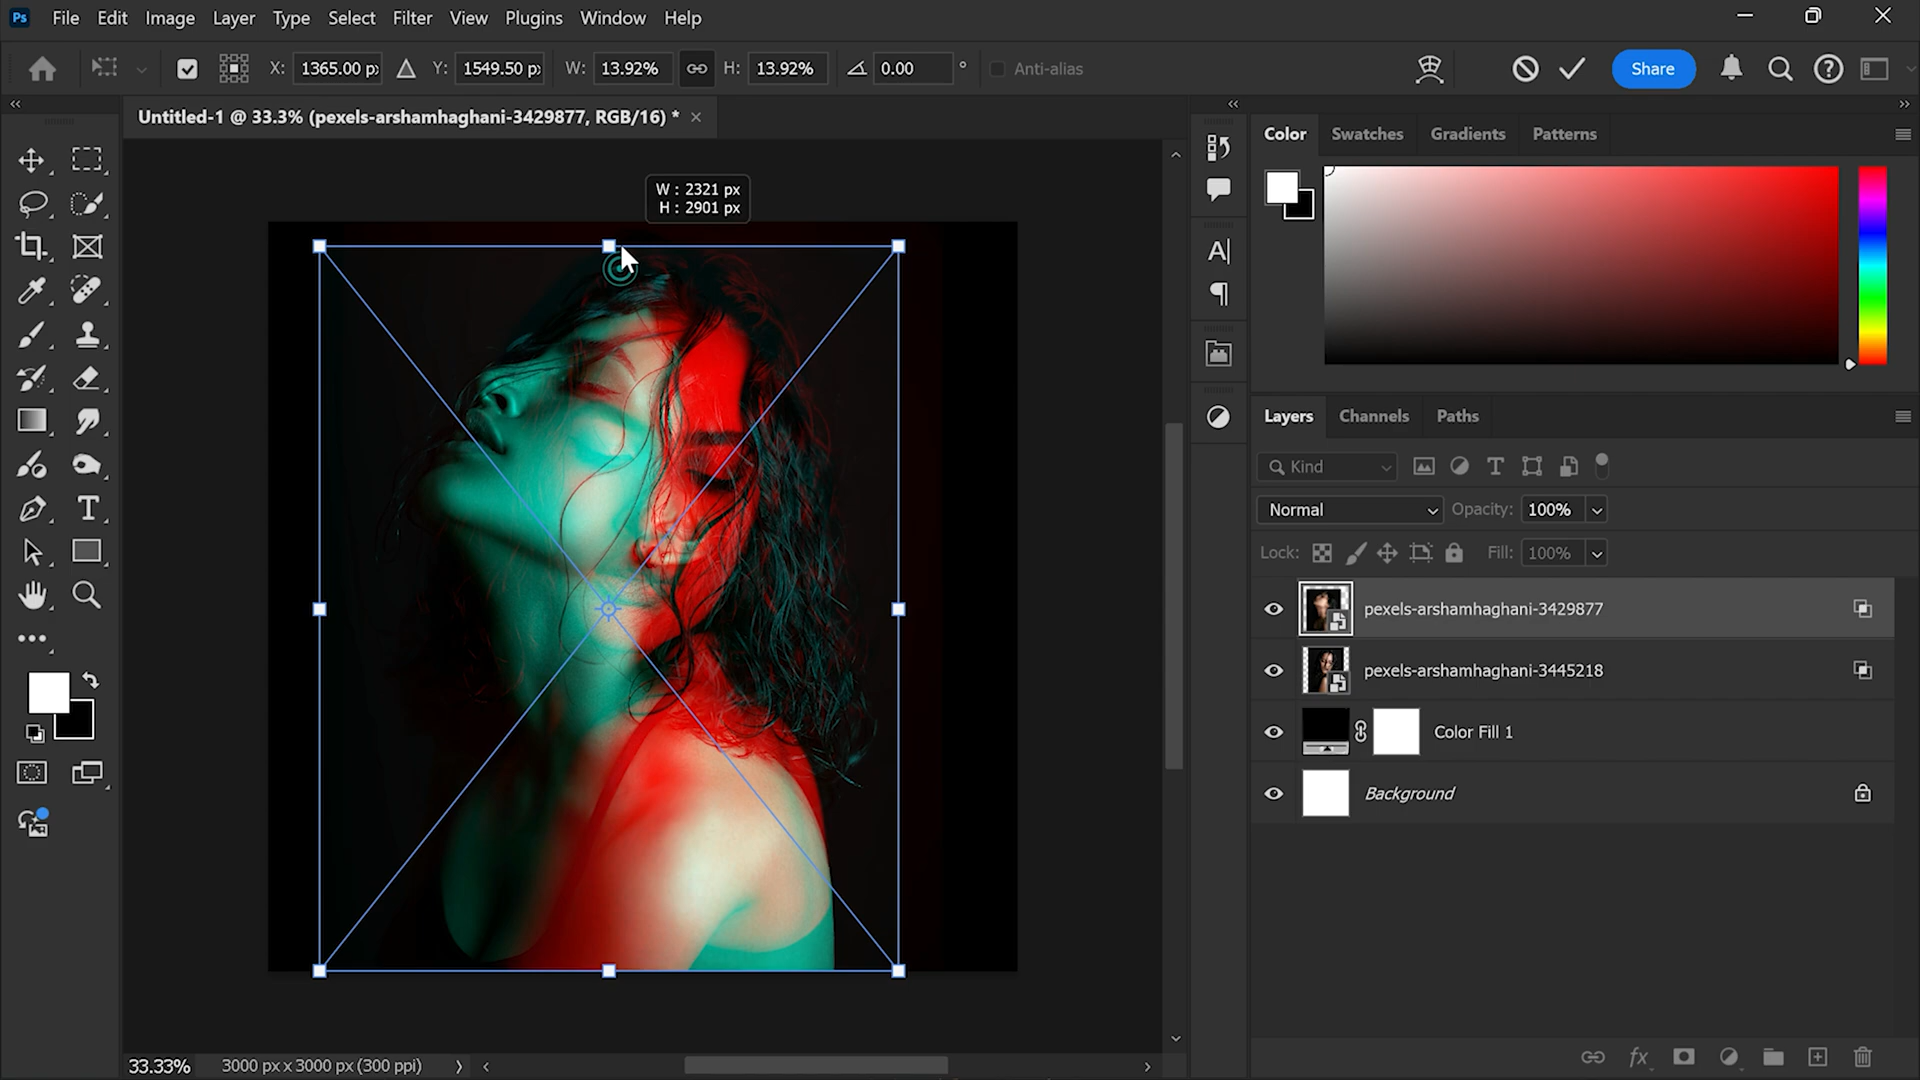 Ps File Edit Image Layer Type Select Filter View Plugins Window Help
X: 1365.00 px Y: 1549.50 px W: 13.92% H: 13.92% 0.00 ° Anti-alias Share
Untitled-1 @ 33.3% (pexels-arshamhaghani-3429877, RGB/16) * ×
Color Swatches Gradients Patterns
W : 2321 px
H : 2901 px
Layers Channels Paths
Kind
Normal Opacity: 100%
Lock: Fill: 100%
pexels-arshamhaghani-3429877
pexels-arshamhaghani-3445218
Color Fill 1
Background
fx
33.33% 3000 px x 3000 px (300 ppi)